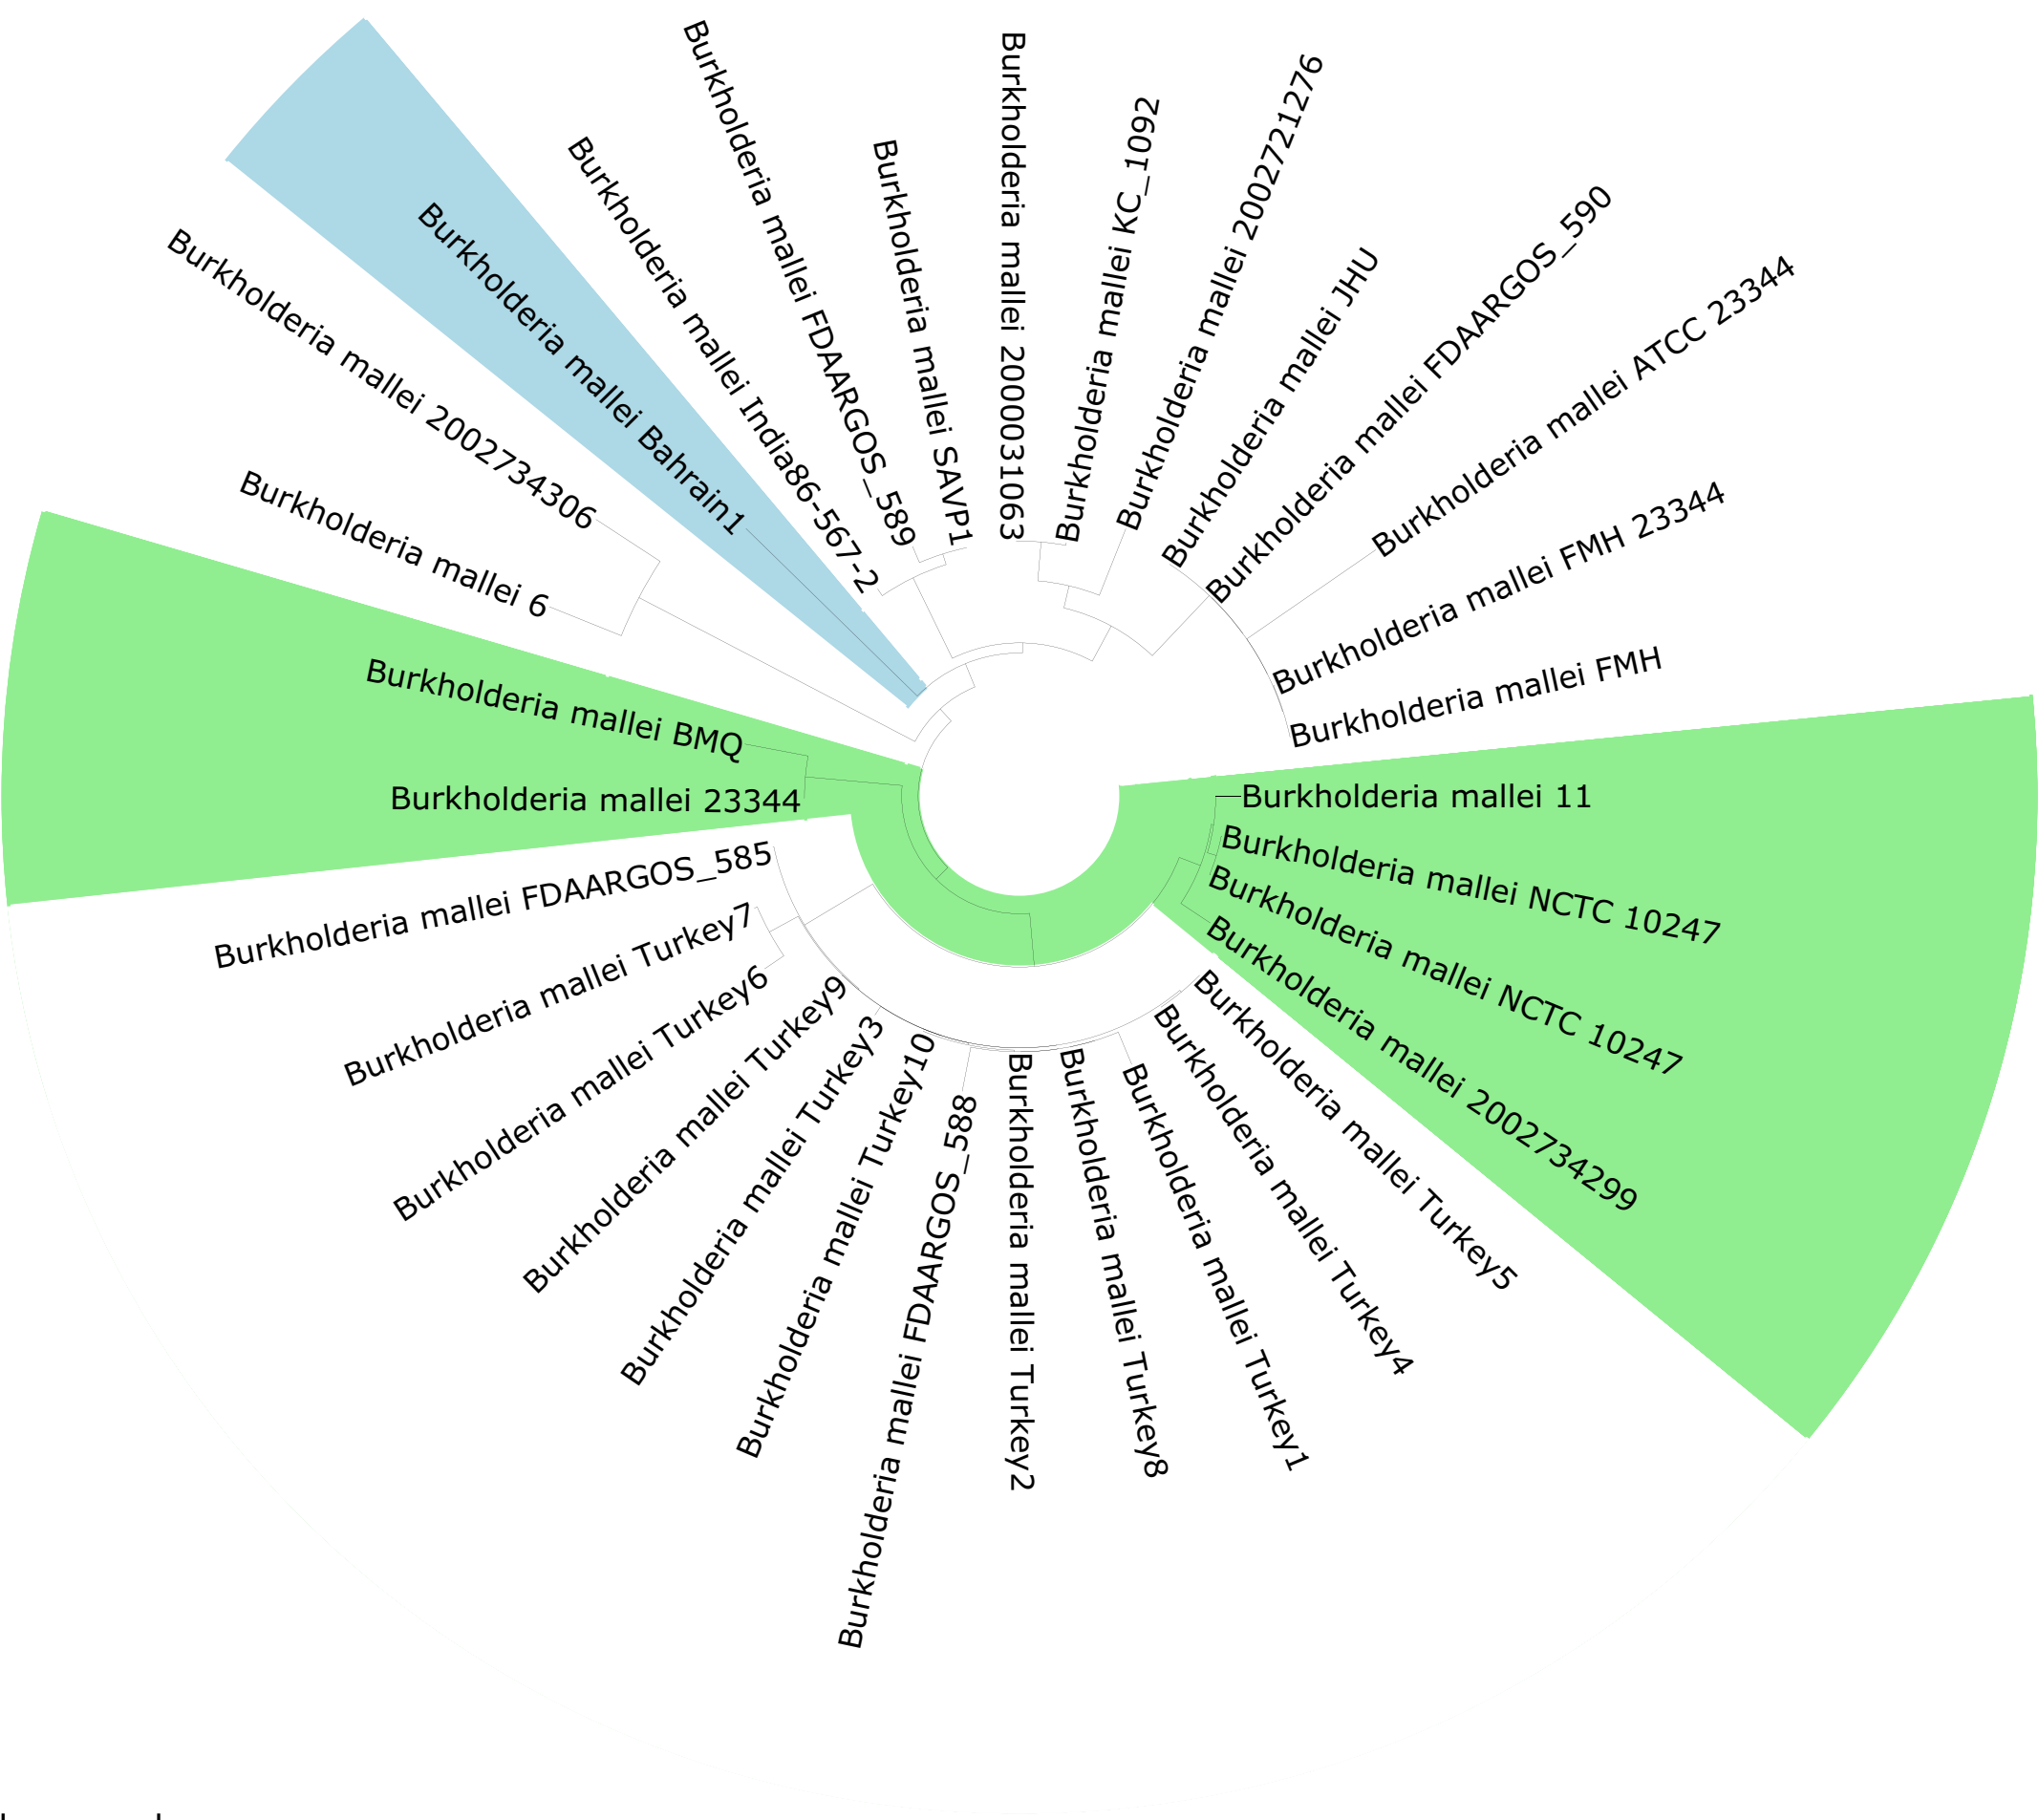 Burkholderia mallei 200031063
Burkholderia mallei KC_1092
Burkholderia mallei 2002721276
Burkholderia mallei JHU
Burkholderia mallei FDAARGOS_590
Burkholderia mallei ATCC 23344
Burkholderia mallei FMH 23344
Burkholderia mallei FMH
Burkholderia mallei 11
Burkholderia mallei NCTC 10247
Burkholderia mallei NCTC 10247
Burkholderia mallei 2002734299
Burkholderia mallei Turkey5
Burkholderia mallei Turkey4
Burkholderia mallei Turkey1
Burkholderia mallei Turkey8
Burkholderia mallei Turkey2
Burkholderia mallei FDAARGOS_588
Burkholderia mallei Turkey10
Burkholderia mallei Turkey3
Burkholderia mallei Turkey9
Burkholderia mallei Turkey6
Burkholderia mallei Turkey7
Burkholderia mallei FDAARGOS_585
Burkholderia mallei 23344
Burkholderia mallei BMQ
Burkholderia mallei 6
Burkholderia mallei 2002734306
Burkholderia mallei Bahrain1
Burkholderia mallei India86-567-2
Burkholderia mallei FDAARGOS_589
Burkholderia mallei SAVP1